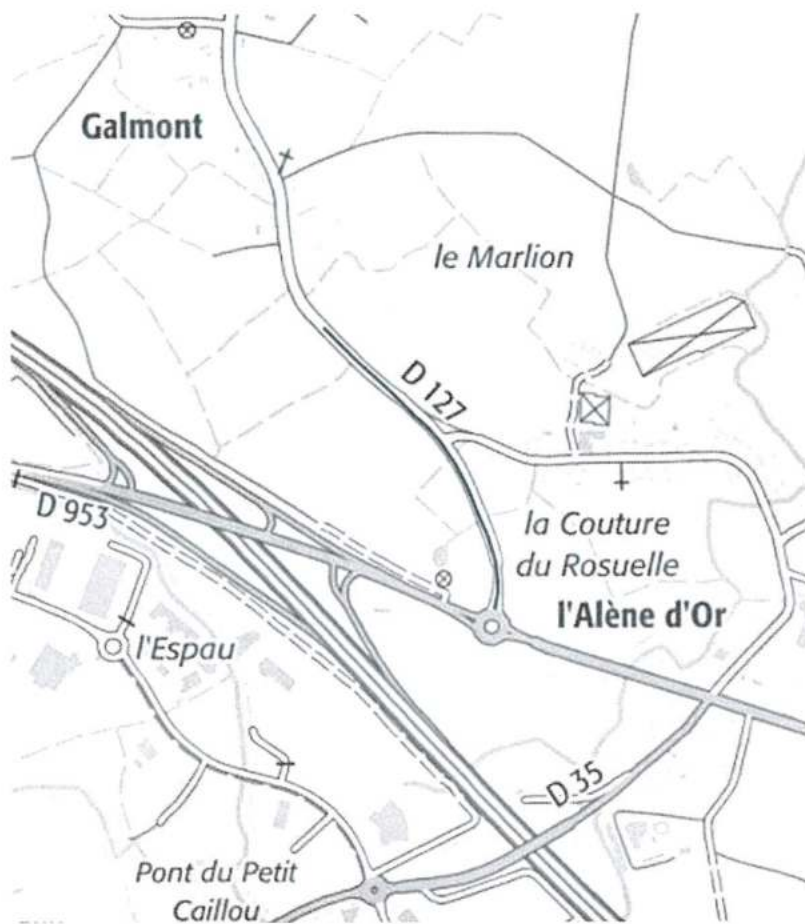 Galmont
le Marlion
D 127
D 953
la Couture
du Rosuelle
l'Alène d'Or
l'Espau
D 35
Pont du Petit
Caillou